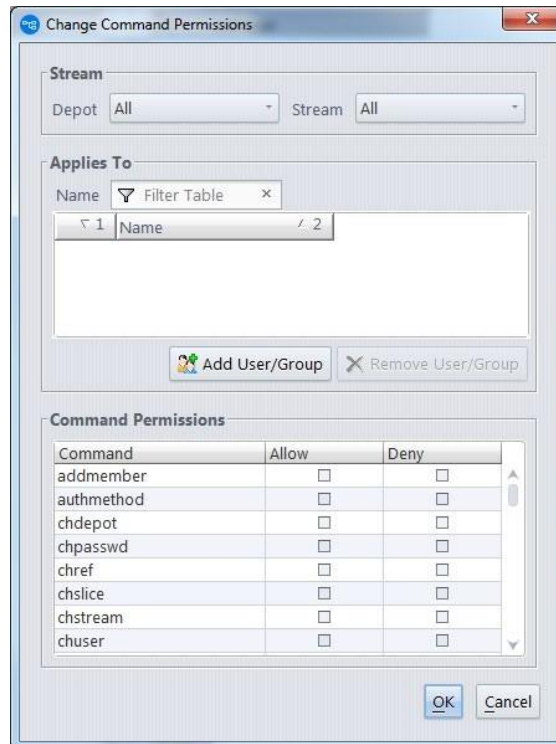 Change Command Permissions
Stream
Depot All Stream All
Applies To
Name Filter Table ×
1 Name 2
Add User/Group Remove User/Group
Command Permissions
Command Allow Deny
addmember
authmethod
chdepot
chpasswd
chref
chslice
chstream
chuser
OK Cancel